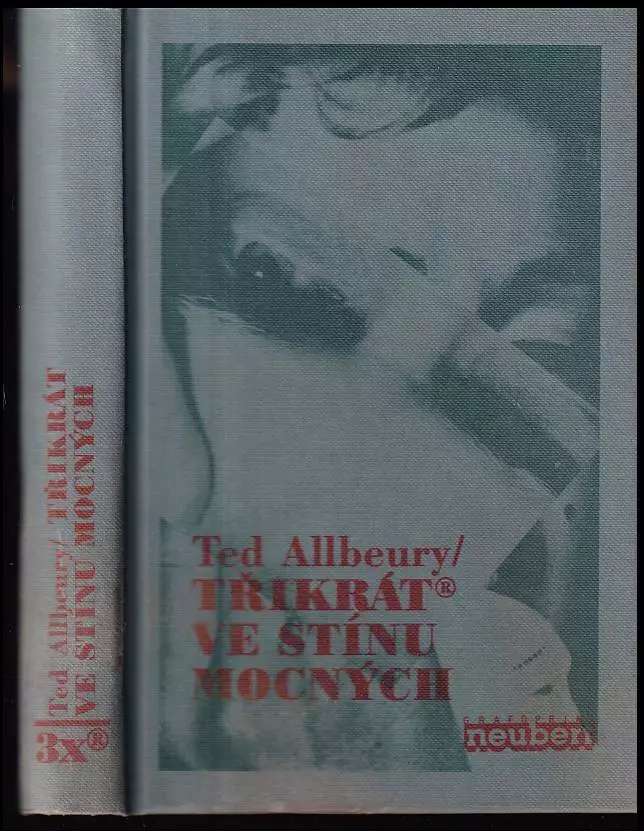 Ted Allbeury/ TŘIKRÁT
VE STÍNU MOCNÝCH
3x®
Ted Allbeury/
TŘIKRÁT®
VE STÍNU
MOCNÝCH
neubert